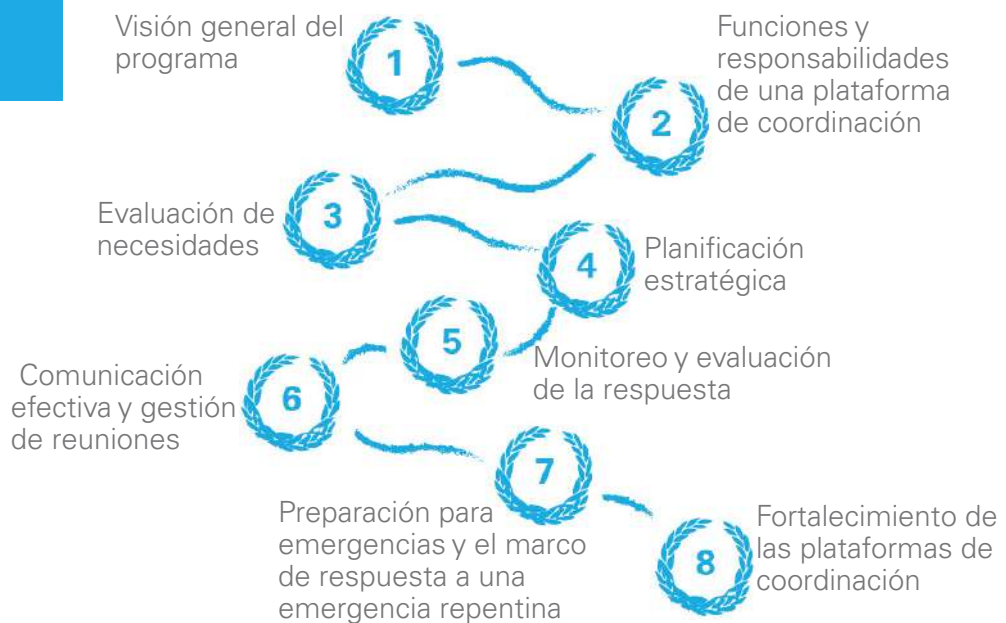 Visión general del
programa
1
Funciones y
responsabilidades
de una plataforma
de coordinación
2
Evaluación de
necesidades
3
4
Planificación
estratégica
5
Monitoreo y evaluación
de la respuesta
Comunicación
efectiva y gestión
de reuniones
6
7
Preparación para
emergencias y el marco
de respuesta a una
emergencia repentina
8
Fortalecimiento de
las plataformas de
coordinación